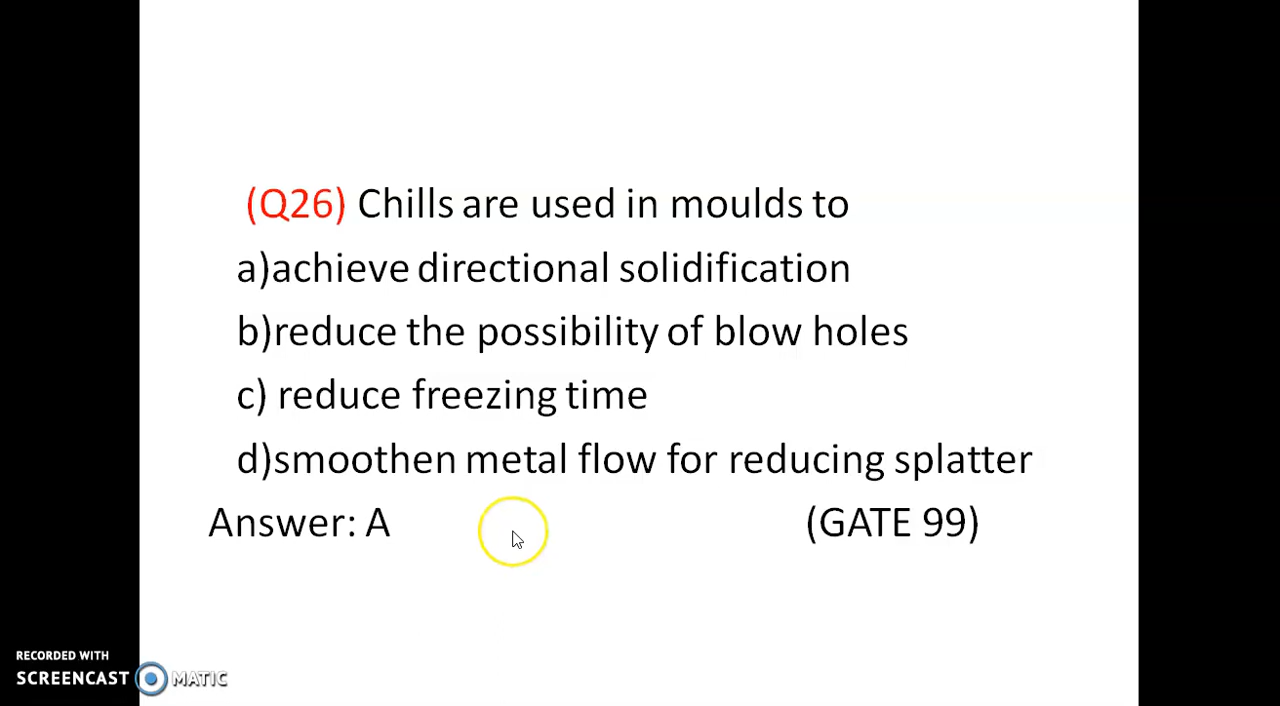 (Q26) Chills are used in moulds to
a)achieve directional solidification
b)reduce the possibility of blow holes
c) reduce freezing time
d)smoothen metal flow for reducing splatter
Answer: A (GATE 99)
RECORDED WITH
SCREENCAST MATIC